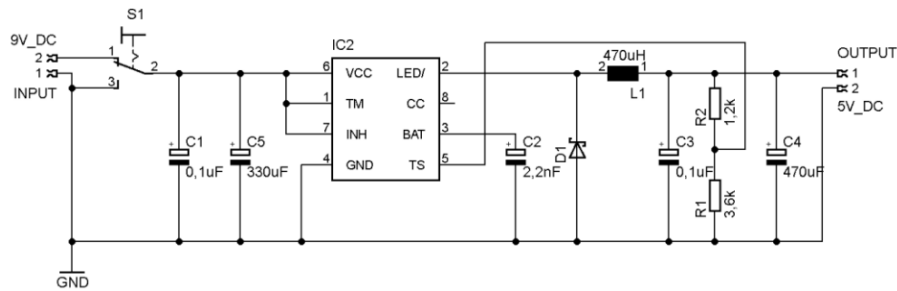 S1
9V_DC
2
1
INPUT
1
2
3
IC2
6 VCC LED/ 2
1 TM CC 8
7 INH BAT 3
4 GND TS 5
470uH
2 1
L1
OUTPUT
1
2
5V_DC
C1
0,1uF
C5
330uF
C2
2,2nF
D1
C3
0,1uF
R2
1,2k
R1
3,6k
C4
470uF
GND
+
+
+
+
+